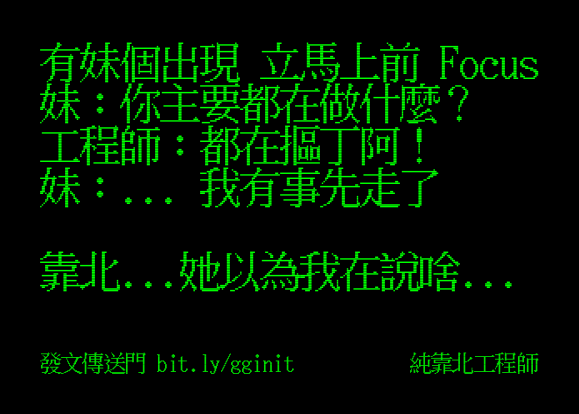 有妹個出現 立馬上前 Focus
妹：你主要都在做什麼？
工程師：都在摳丁阿！
妹：... 我有事先走了
靠北...她以為我在說啥...
發文傳送門 bit.ly/gginit
純靠北工程師